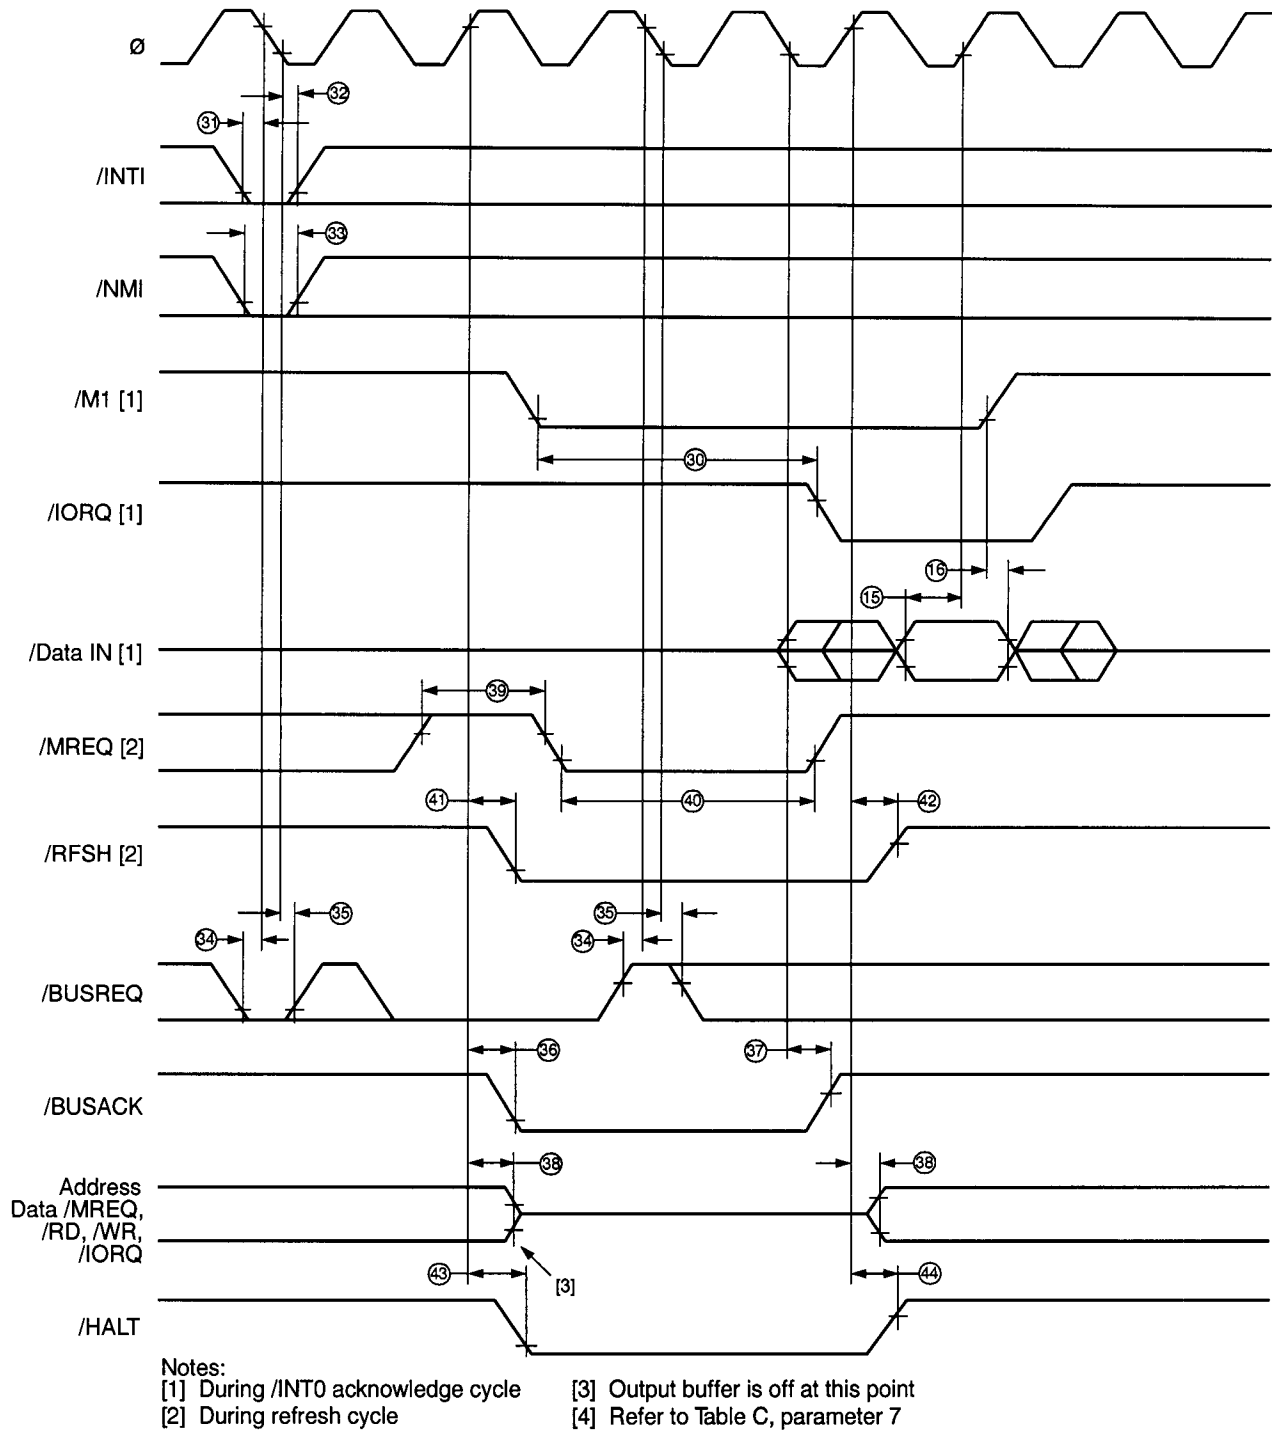 Ø
32
31
/INTI
33
/NMI
/M1 [1]
30
/IORQ [1]
16
15
/Data IN [1]
39
/MREQ [2]
41
40
42
/RFSH [2]
35
35
34
34
/BUSREQ
36
37
/BUSACK
38
38
Address
Data /MREQ,
/RD, /WR,
/IORQ
43
[3]
44
/HALT
Notes:
[1] During /INT0 acknowledge cycle
[2] During refresh cycle
[3] Output buffer is off at this point
[4] Refer to Table C, parameter 7